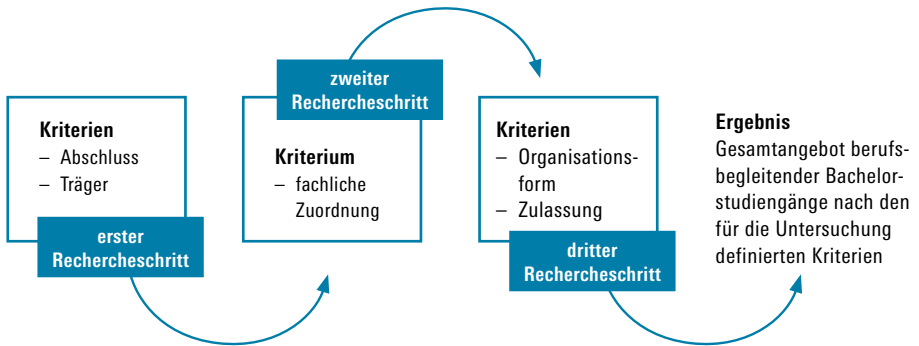 Kriterien
– Abschluss
– Träger
erster
Rechercheschritt
zweiter
Rechercheschritt
Kriterium
– fachliche
Zuordnung
Kriterien
– Organisations-
form
– Zulassung
dritter
Rechercheschritt
Ergebnis
Gesamtangebot berufs-
begleitender Bachelor-
studiengänge nach den
für die Untersuchung
definierten Kriterien